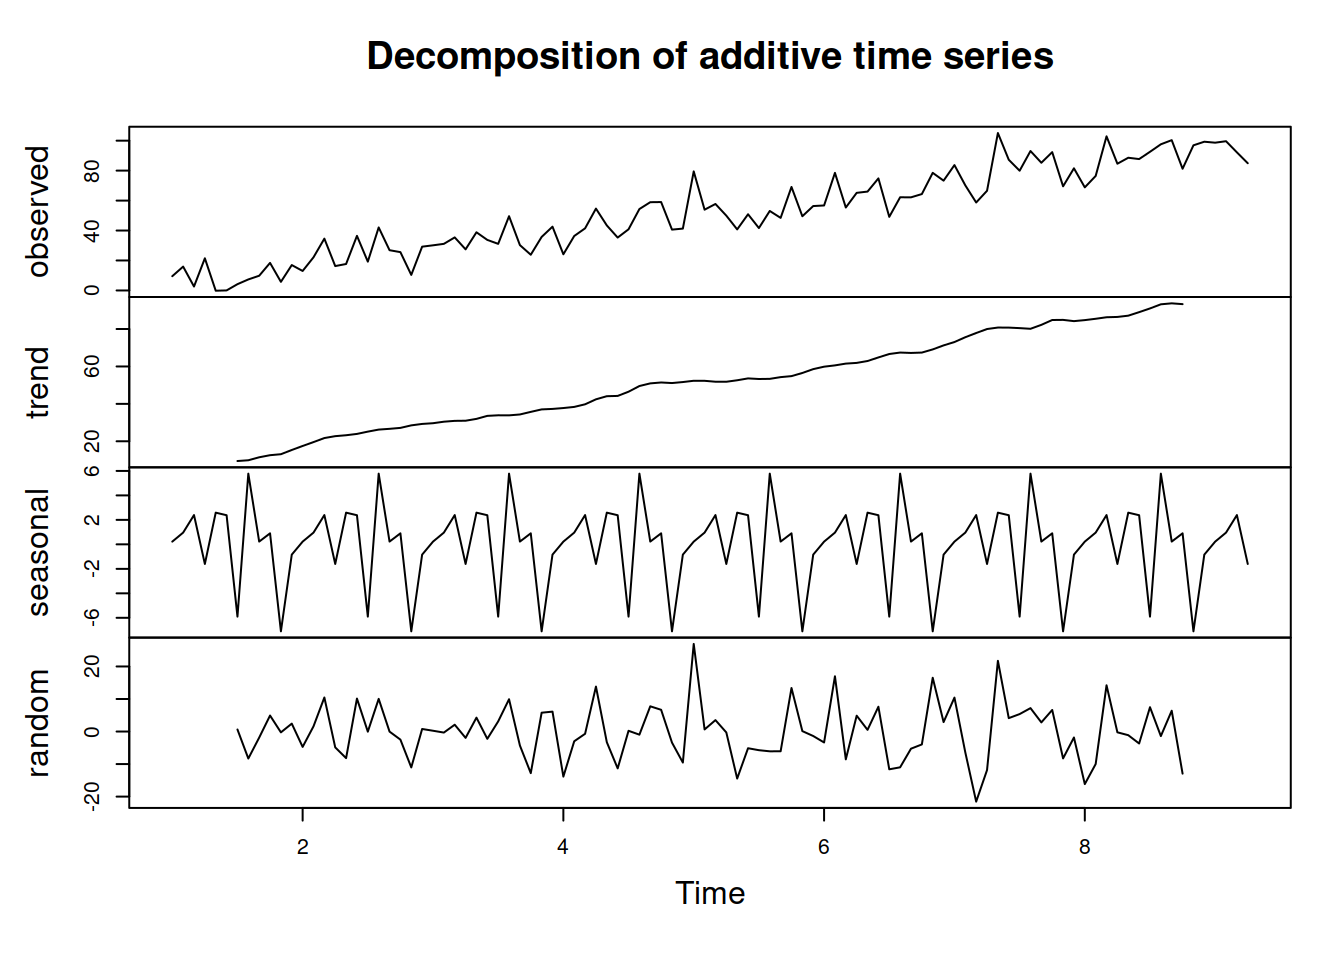 Decomposition of additive time series
observed
0 40 80
trend
20 60
seasonal
-6 -2 2 6
random
-20 0 20
2 4 6 8
Time